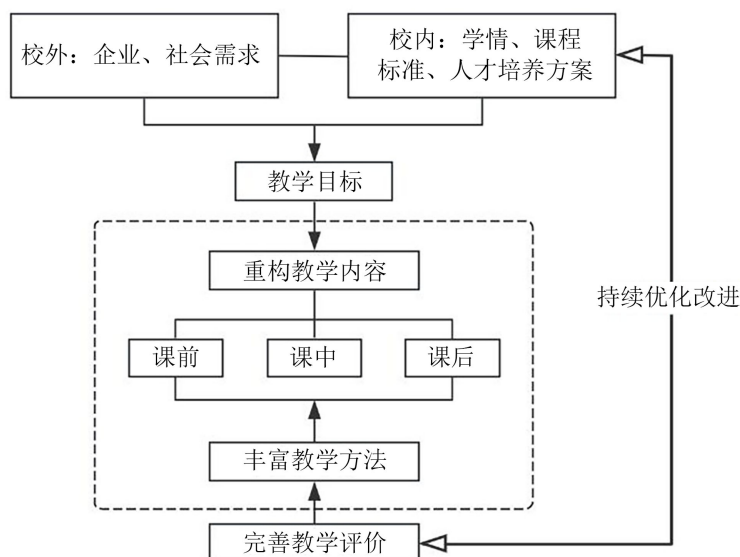 校外：企业、社会需求
校内：学情、课程
标准、人才培养方案
教学目标
重构教学内容
持续优化改进
课前
课中
课后
丰富教学方法
完善教学评价